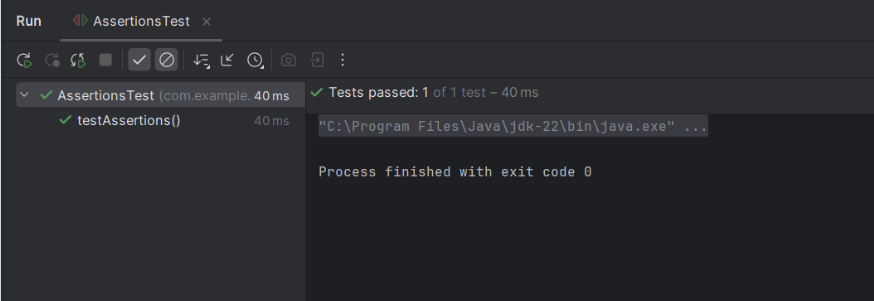 Run AssertionsTest
AssertionsTest (com.example. 40 ms
testAssertions() 40 ms
Tests passed: 1 of 1 test – 40 ms
"C:\Program Files\Java\jdk-22\bin\java.exe" ...
Process finished with exit code 0